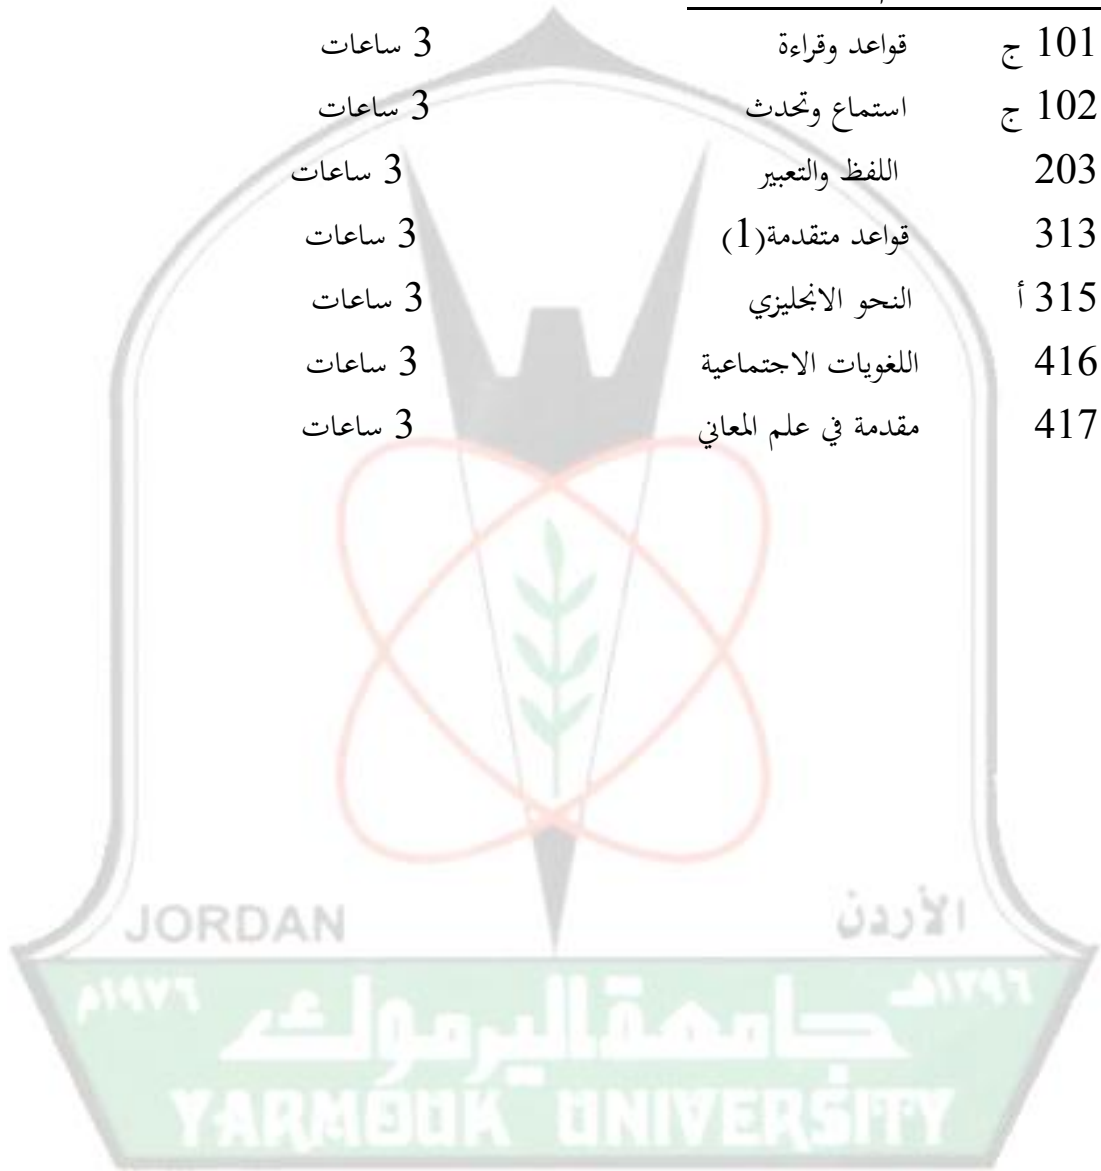 101 ج قواعد وقراءة 3 ساعات
102 ج استماع وتحدث 3 ساعات
203 اللفظ والتعبير 3 ساعات
313 قواعد متقدمة(1) 3 ساعات
315 أ النحو الانجليزي 3 ساعات
416 اللغويات الاجتماعية 3 ساعات
417 مقدمة في علم المعاني 3 ساعات
الأردن JORDAN
١٣٩٦هـ ١٩٧٦م
جامعة اليرموك
YARMOUK UNIVERSITY